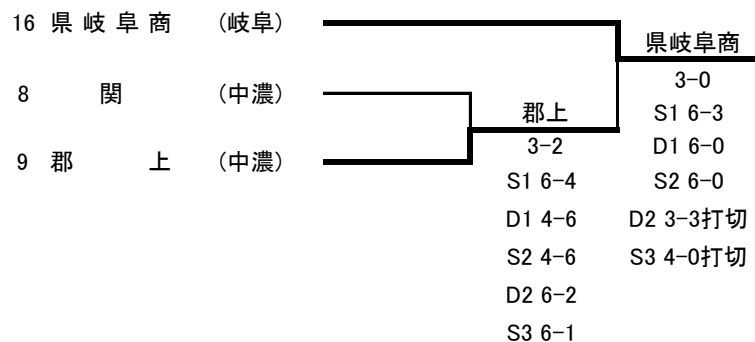 16 県岐阜商 (岐阜)
県岐阜商
3-0
8 関 (中濃)
郡上
S1 6-3
9 郡上 (中濃)
3-2
D1 6-0
S1 6-4
S2 6-0
D1 4-6
D2 3-3打切
S2 4-6
S3 4-0打切
D2 6-2
S3 6-1